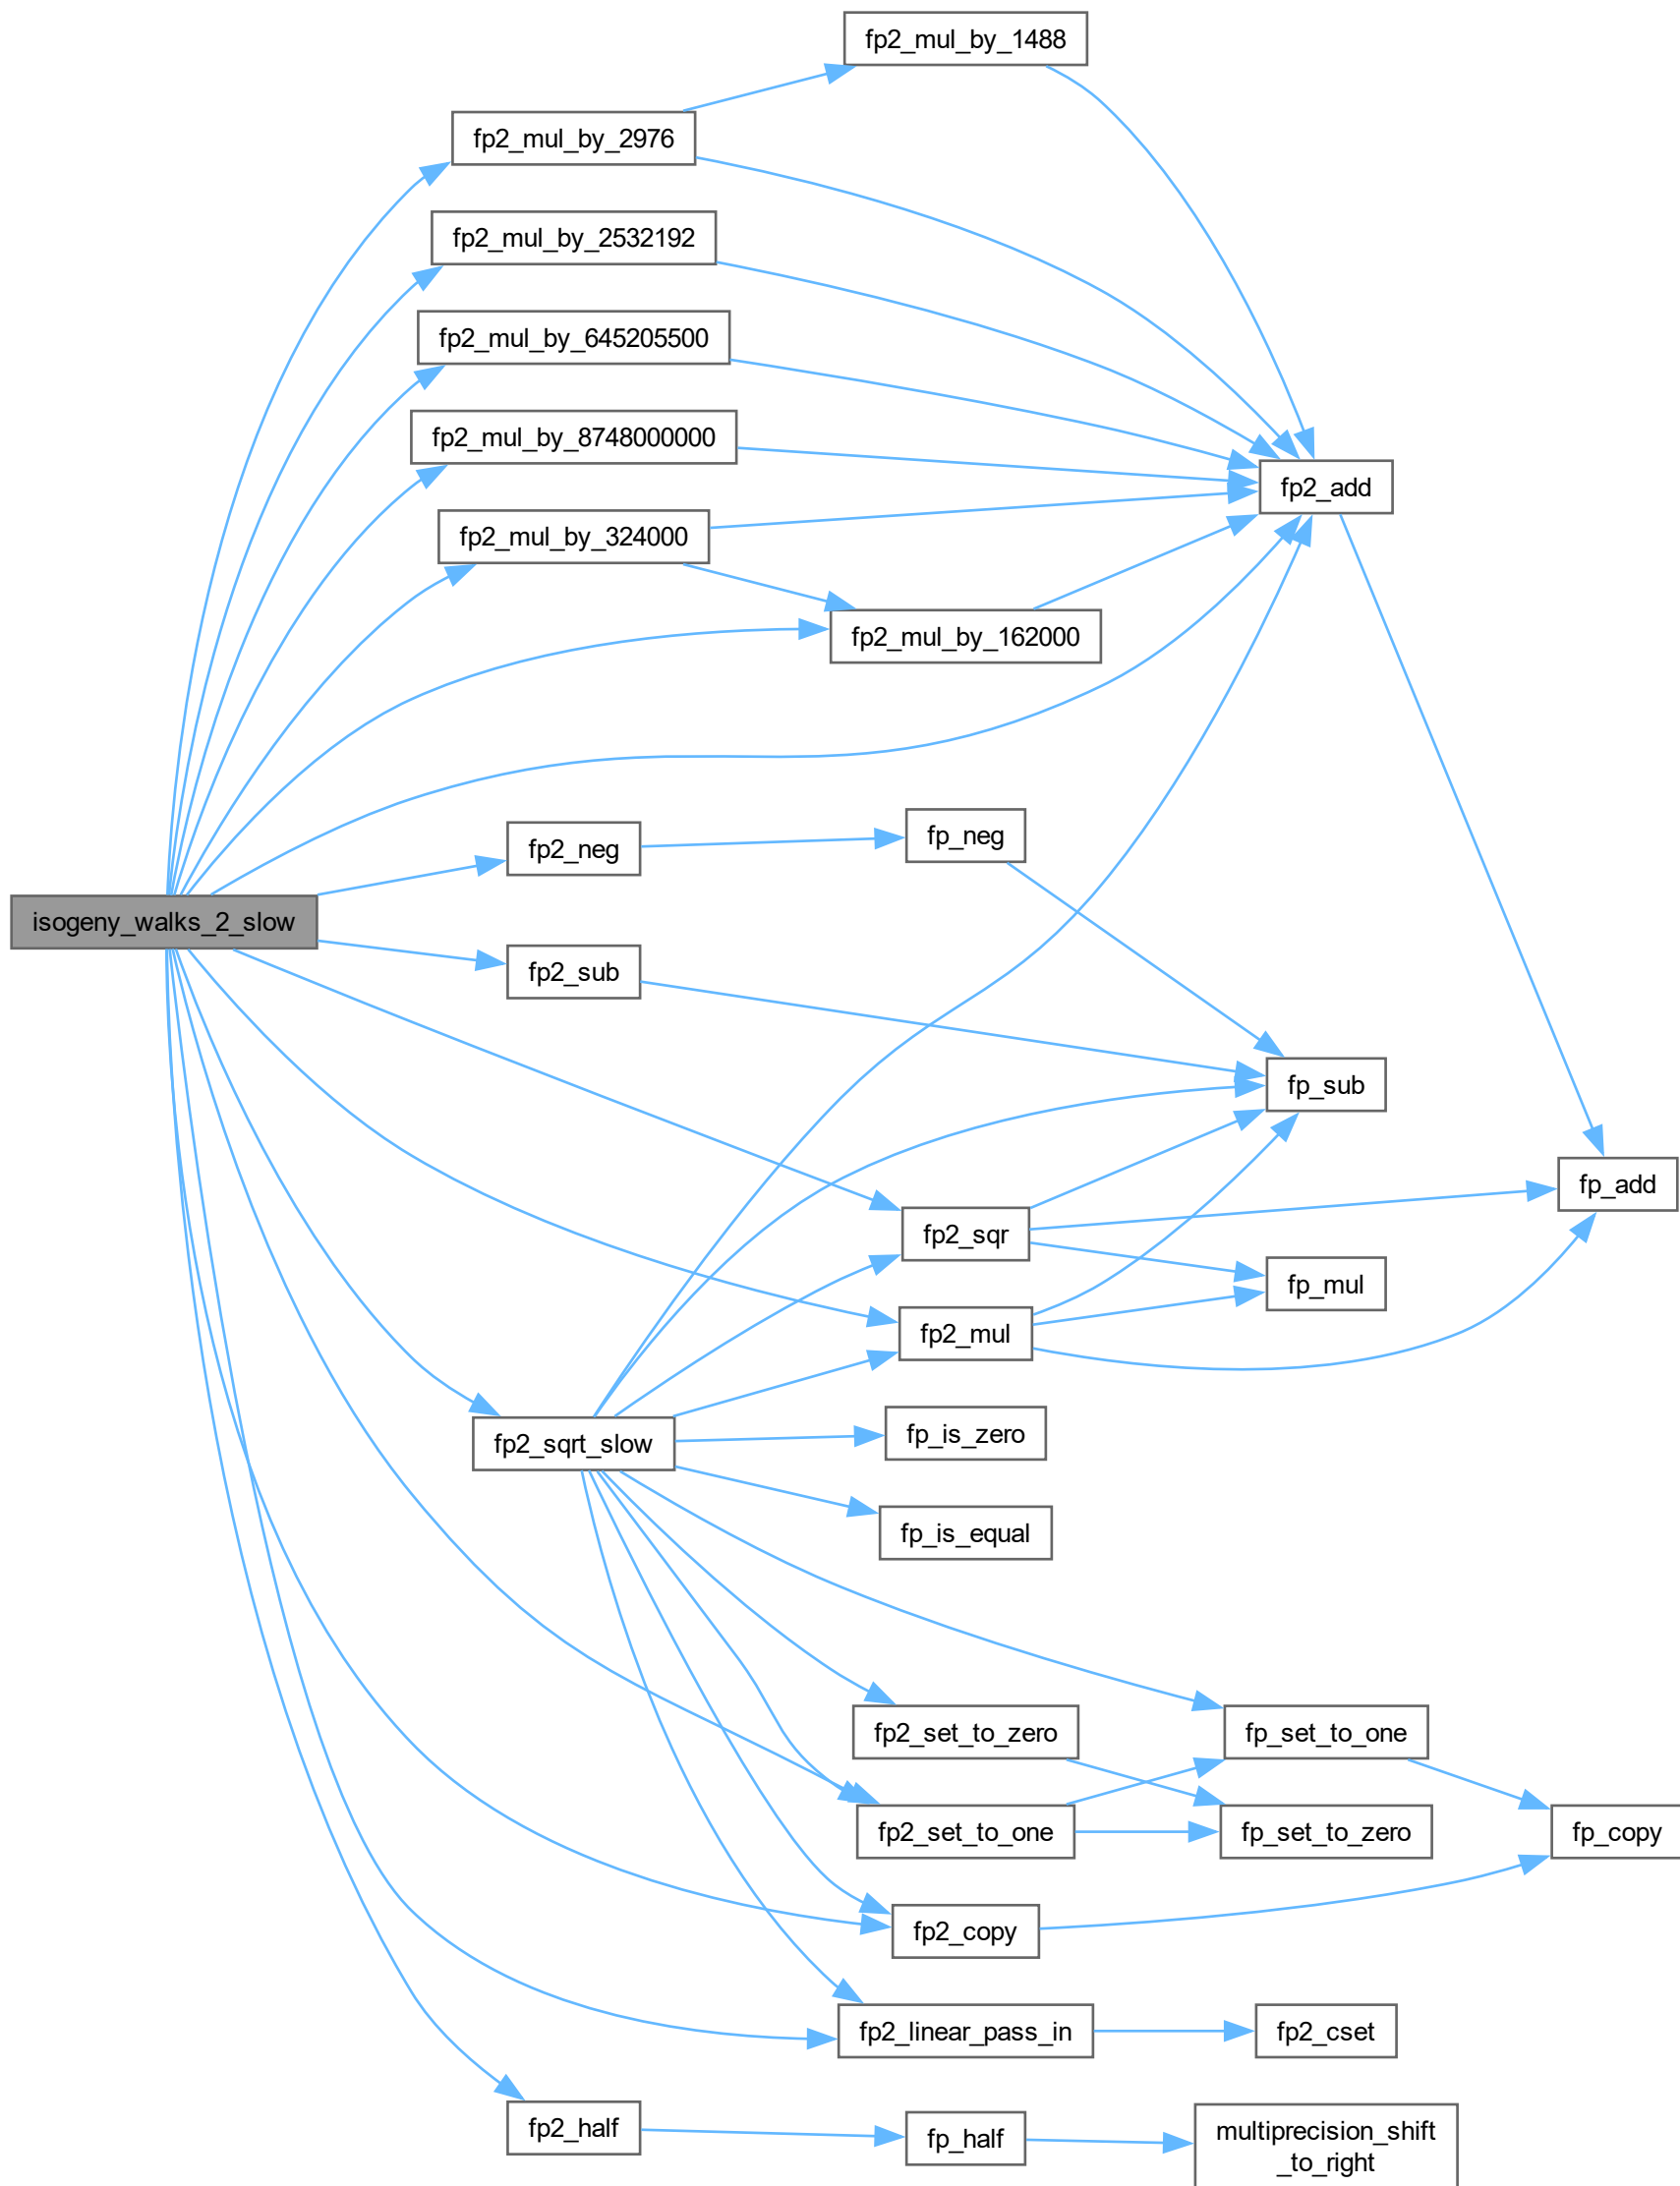 fp2_mul_by_1488
fp2_mul_by_2976
fp2_mul_by_2532192
fp2_mul_by_645205500
fp2_mul_by_8748000000
fp2_add
fp2_mul_by_324000
fp2_mul_by_162000
fp_neg
fp2_neg
isogeny_walks_2_slow
fp2_sub
fp_sub
fp_add
fp2_sqr
fp_mul
fp2_mul
fp_is_zero
fp2_sqrt_slow
fp_is_equal
fp2_set_to_zero
fp_set_to_one
fp2_set_to_one
fp_set_to_zero
fp_copy
fp2_copy
fp2_linear_pass_in
fp2_cset
fp2_half
fp_half
multiprecision_shift
_to_right